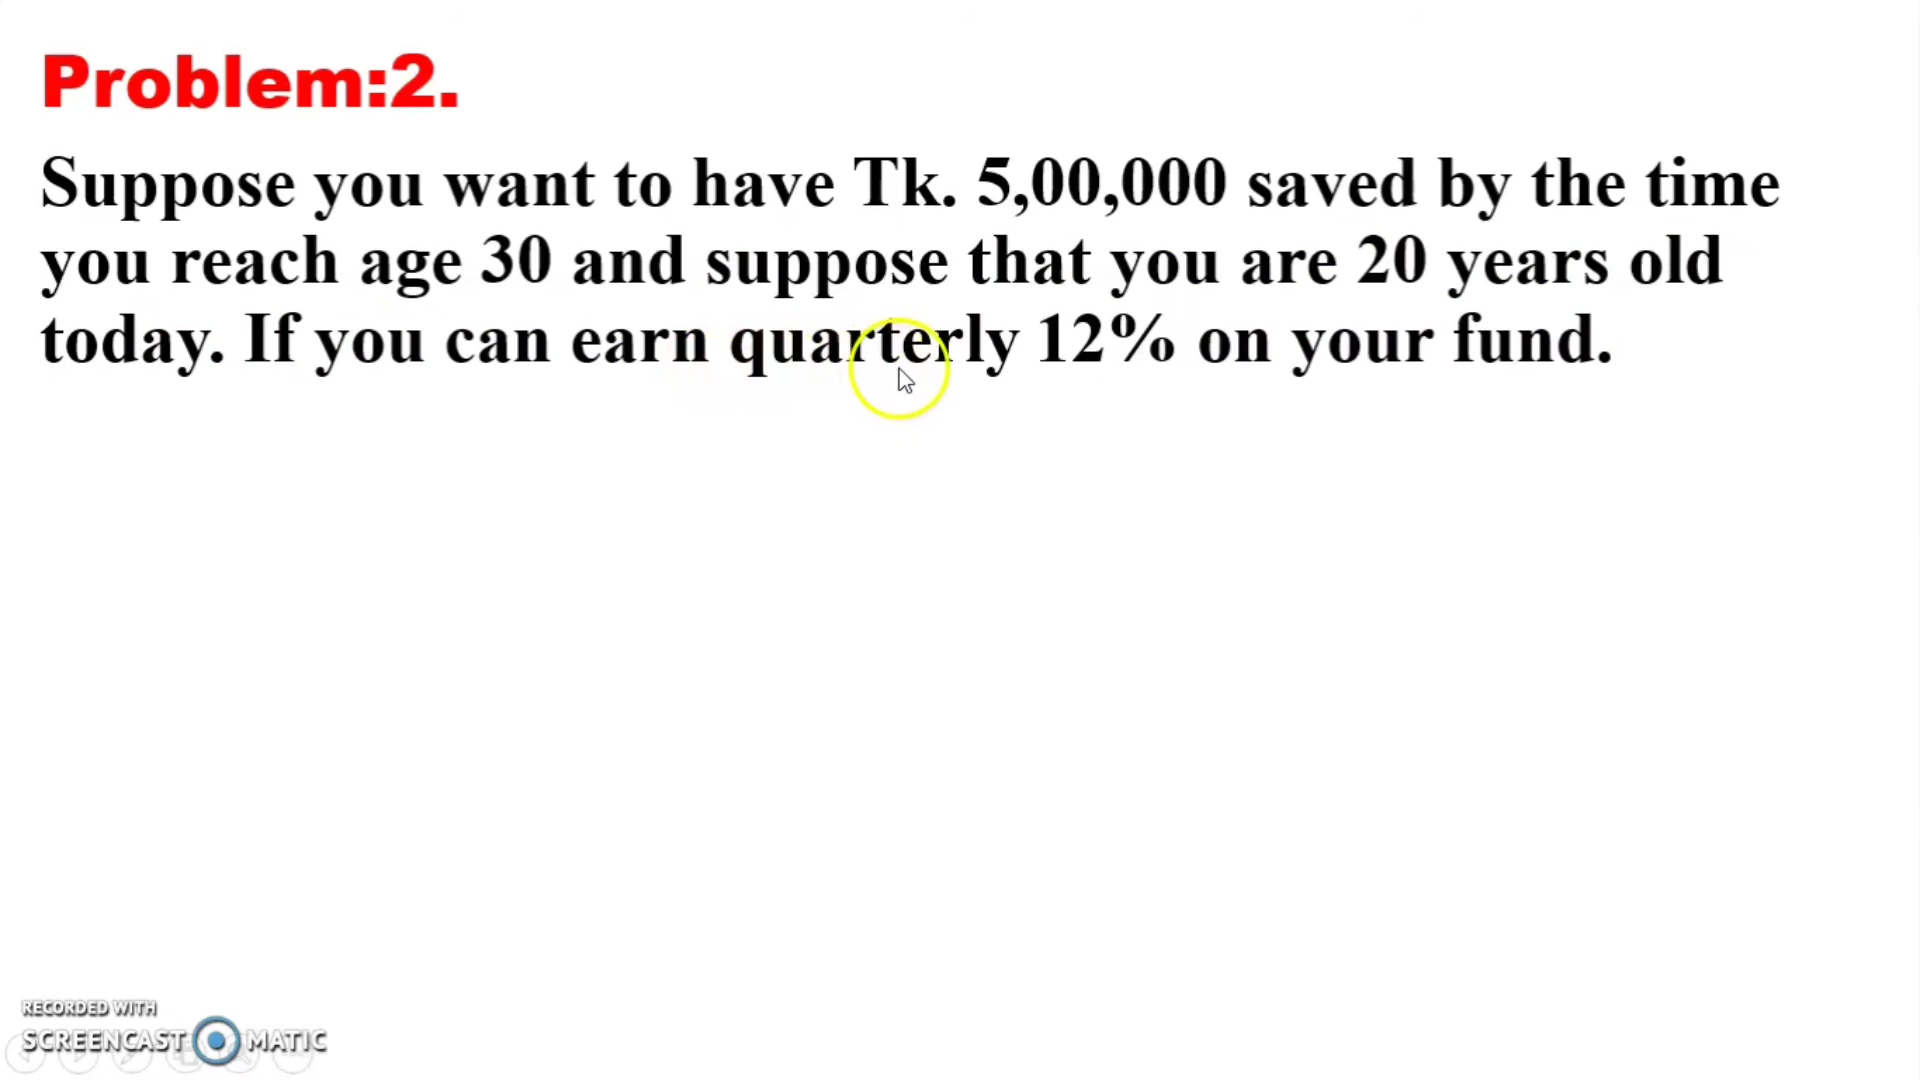 Problem:2.
Suppose you want to have Tk. 5,00,000 saved by the time
you reach age 30 and suppose that you are 20 years old
today. If you can earn quarterly 12% on your fund.
RECORDED WITH
SCREENCAST MATIC